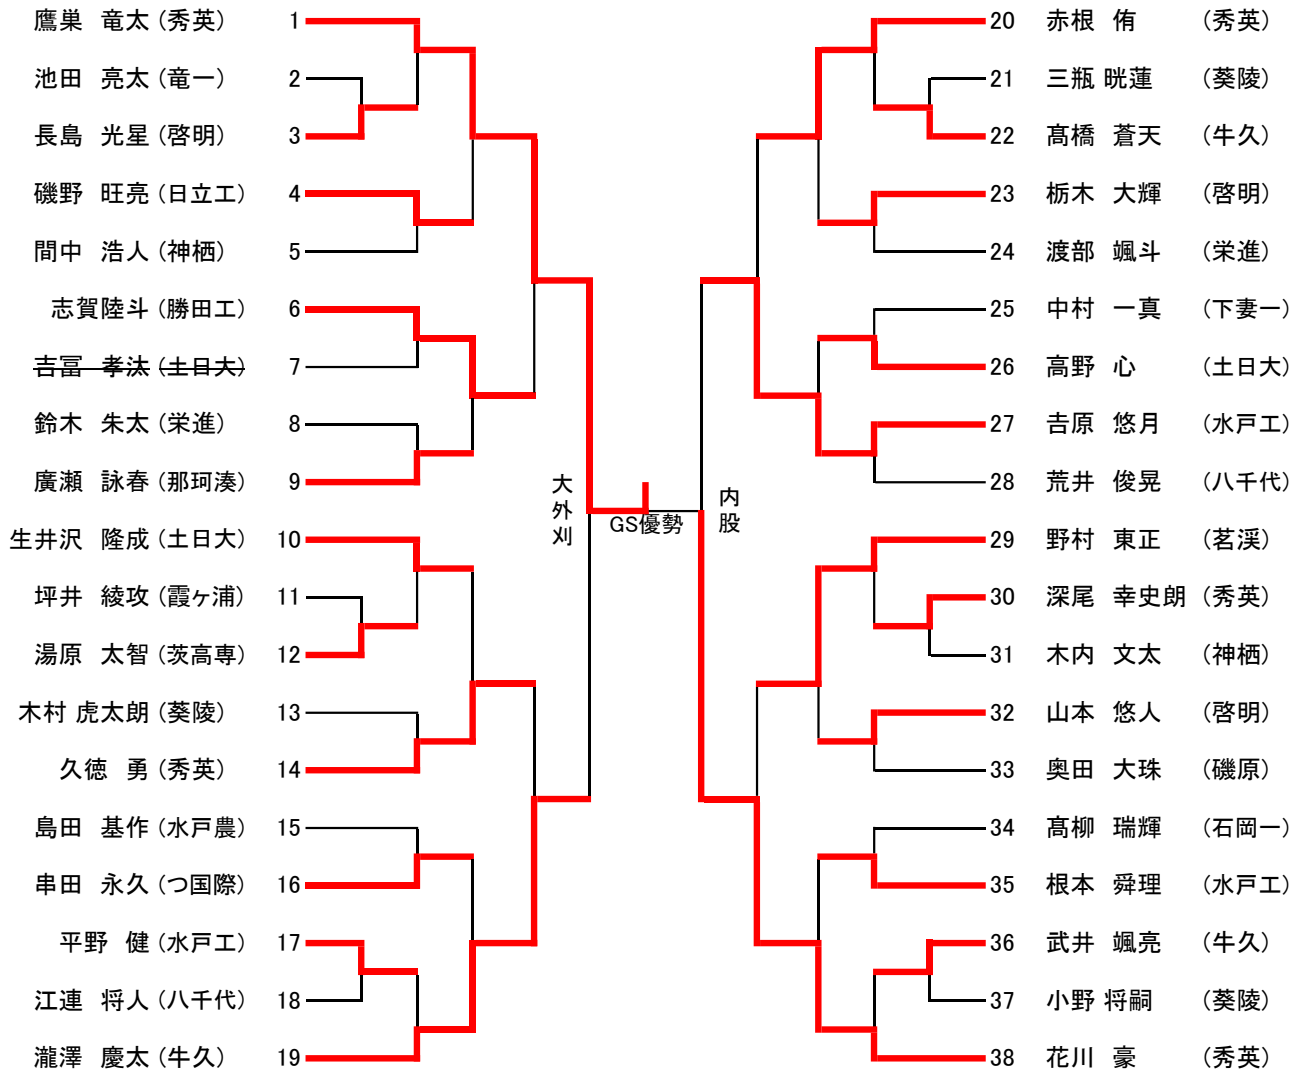 鷹巣 竜太 (秀英) 1
池田 亮太 (竜一) 2
長島 光星 (啓明) 3
磯野 旺亮 (日立工) 4
間中 浩人 (神栖) 5
志賀陸斗 (勝田工) 6
吉冨 孝汰 (土日大) 7
鈴木 朱太 (栄進) 8
廣瀬 詠春 (那珂湊) 9
生井沢 隆成 (土日大) 10
坪井 綾攻 (霞ヶ浦) 11
湯原 太智 (茨高専) 12
木村 虎太朗 (葵陵) 13
久徳 勇 (秀英) 14
島田 基作 (水戸農) 15
串田 永久 (つ国際) 16
平野 健 (水戸工) 17
江連 将人 (八千代) 18
瀧澤 慶太 (牛久) 19
大外刈
GS優勢
内股
20 赤根 侑 (秀英)
21 三瓶 晄蓮 (葵陵)
22 髙橋 蒼天 (牛久)
23 栃木 大輝 (啓明)
24 渡部 颯斗 (栄進)
25 中村 一真 (下妻一)
26 高野 心 (土日大)
27 𠮷原 悠月 (水戸工)
28 荒井 俊晃 (八千代)
29 野村 東正 (茗渓)
30 深尾 幸史朗 (秀英)
31 木内 文太 (神栖)
32 山本 悠人 (啓明)
33 奥田 大珠 (磯原)
34 髙柳 瑞輝 (石岡一)
35 根本 舜理 (水戸工)
36 武井 颯亮 (牛久)
37 小野 将嗣 (葵陵)
38 花川 豪 (秀英)